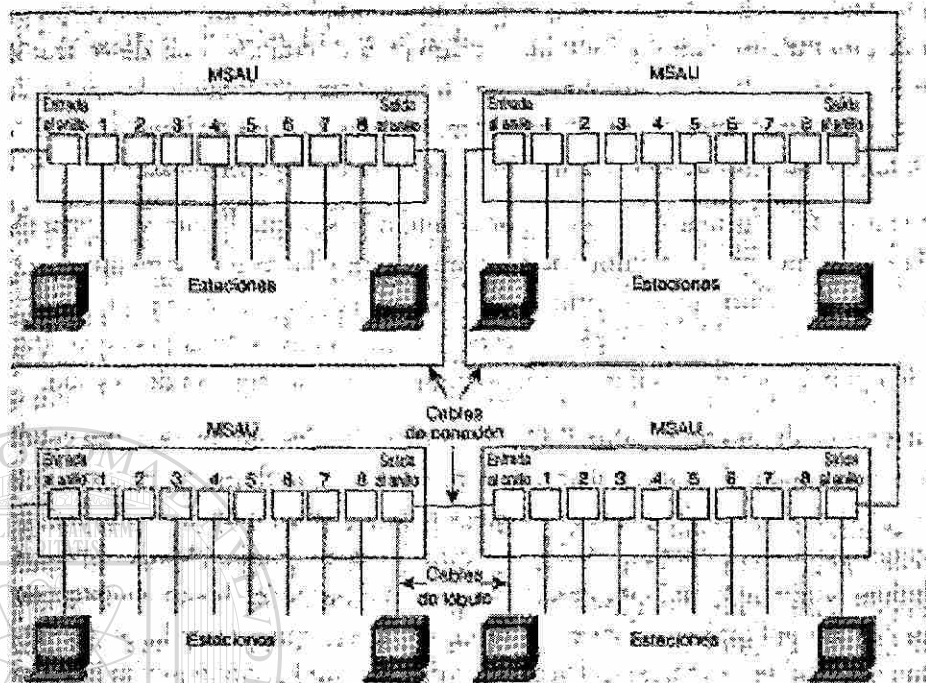 MSAU
MSAU
Entrada al anillo 1 2 3 4 5 6 7 8 Salida al anillo
Entrada al anillo 1 2 3 4 5 6 7 8 Salida al anillo
Estaciones
Estaciones
Cables
de conexión
MSAU
MSAU
Entrada al anillo 1 2 3 4 5 6 7 8 Salida al anillo
Entrada al anillo 1 2 3 4 5 6 7 8 Salida al anillo
Cables
de lóbulo
Estaciones
Estaciones